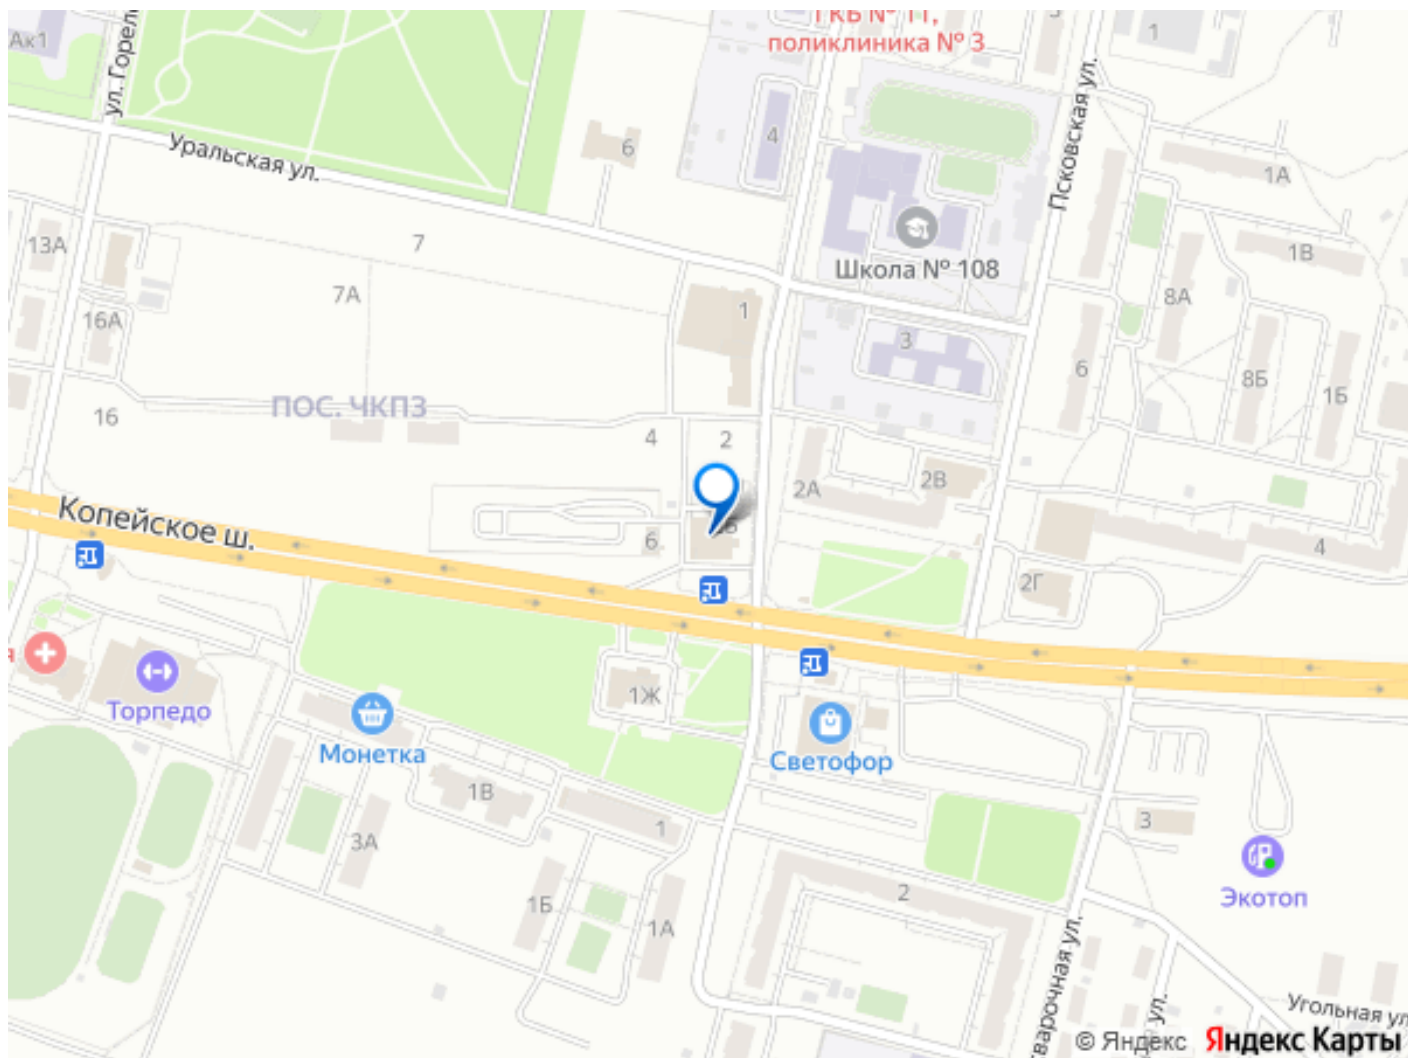 ГКБ № 11,
поликлиника № 3
Ак1
ул. Горел
1
Уральская ул.
6
4
Псковская ул.
1А
13А
7
7А
Школа № 108
1В
8А
16А
1
3
6
8Б
1Б
16
ПОС. ЧКПЗ
4
2
2А
2В
Копейское ш.
6
4
2Г
Торпедо
1Ж
Монетка
Светофор
1В
3А
1
3
2
Экотоп
1Б
1А
ул.
Угольная ул
© Яндекс
Яндекс Карты